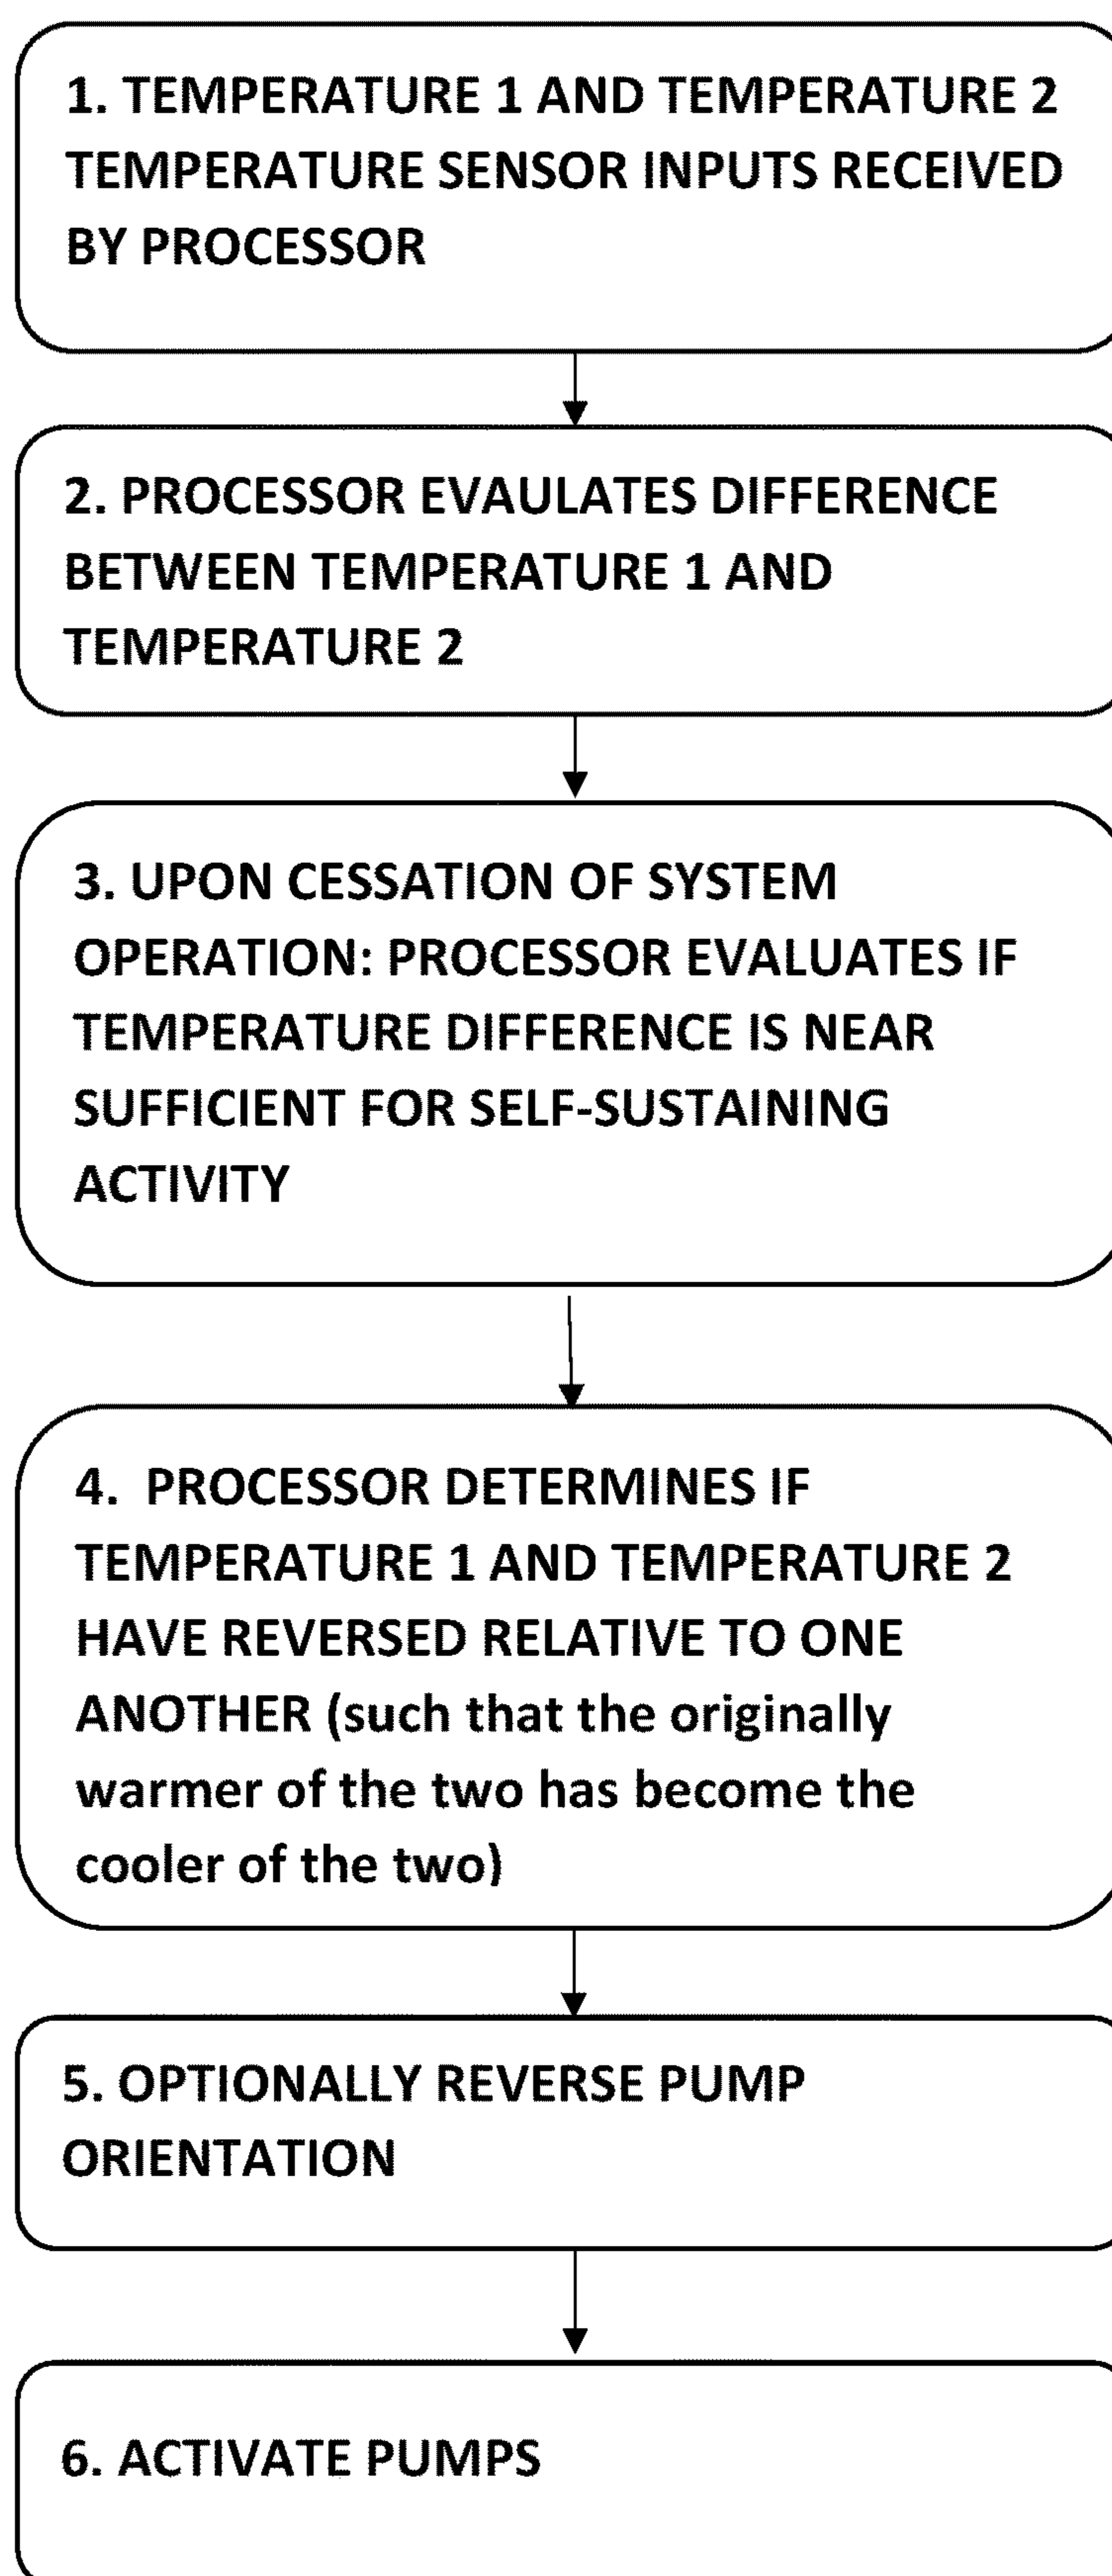 1. TEMPERATURE 1 AND TEMPERATURE 2
TEMPERATURE SENSOR INPUTS RECEIVED
BY PROCESSOR
2. PROCESSOR EVAULATES DIFFERENCE
BETWEEN TEMPERATURE 1 AND
TEMPERATURE 2
3. UPON CESSATION OF SYSTEM
OPERATION: PROCESSOR EVALUATES IF
TEMPERATURE DIFFERENCE IS NEAR
SUFFICIENT FOR SELF-SUSTAINING
ACTIVITY
4. PROCESSOR DETERMINES IF
TEMPERATURE 1 AND TEMPERATURE 2
HAVE REVERSED RELATIVE TO ONE
ANOTHER (such that the originally
warmer of the two has become the
cooler of the two)
5. OPTIONALLY REVERSE PUMP
ORIENTATION
6. ACTIVATE PUMPS